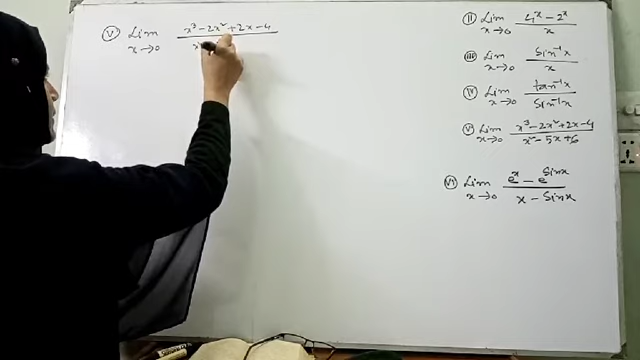 (V) Lim x→0 x³ - 2x² + 2x - 4
x
(II) Lim x→0 4ˣ - 2ˣ / x
(III) Lim x→0 Sin⁻¹x / x
(IV) Lim x→0 tan⁻¹x / Sin⁻¹x
(V) Lim x→0 x³ - 2x² + 2x - 4 / x² - 5x + 6
(VI) Lim x→0 eˣ - e^Sinx / x - Sinx